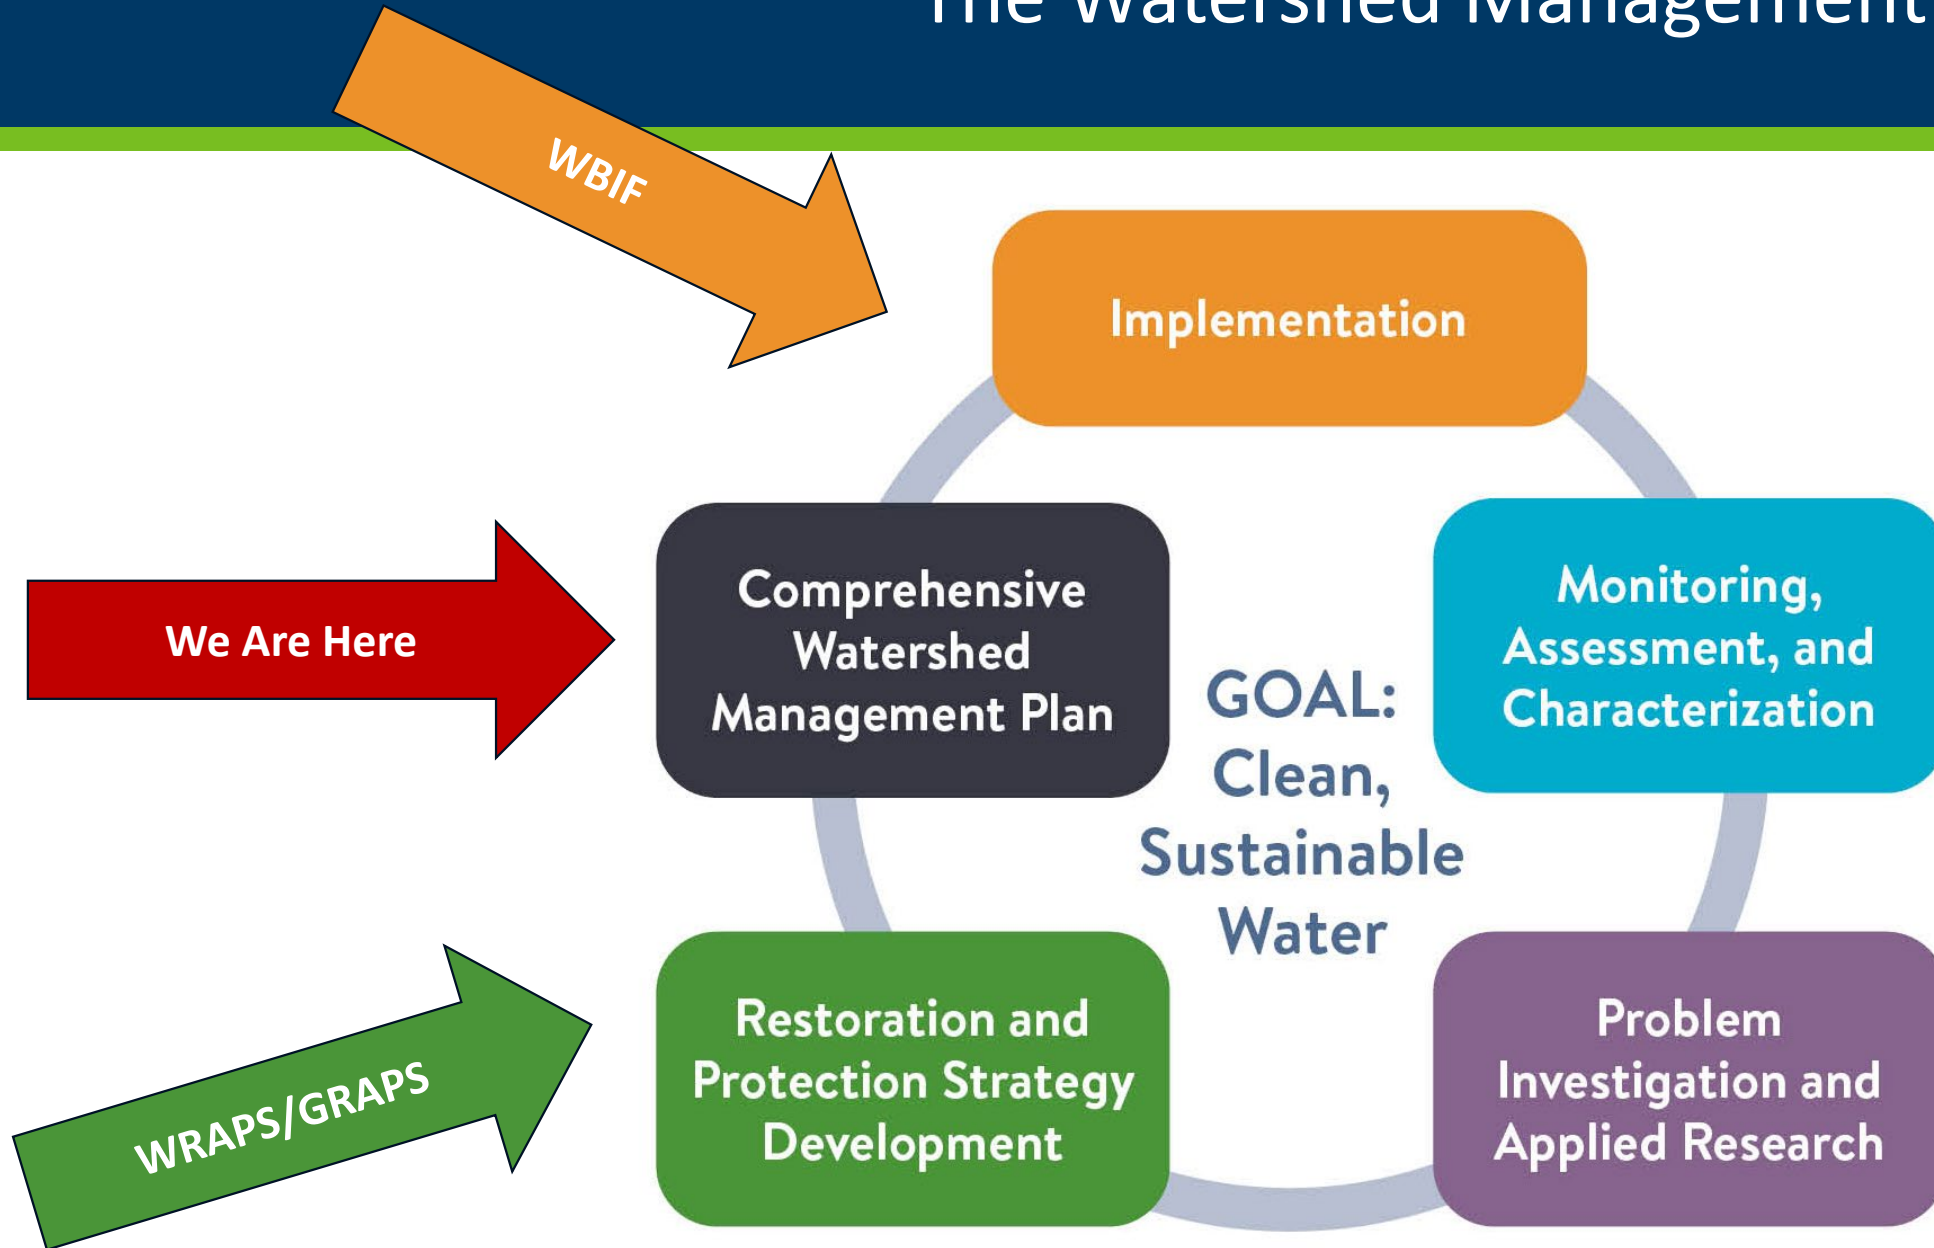 The Watershed Management
WBIF
Implementation
We Are Here
Comprehensive
Watershed
Management Plan
Monitoring,
Assessment, and
Characterization
GOAL:
Clean,
Sustainable
Water
WRAPS/GRAPS
Restoration and
Protection Strategy
Development
Problem
Investigation and
Applied Research